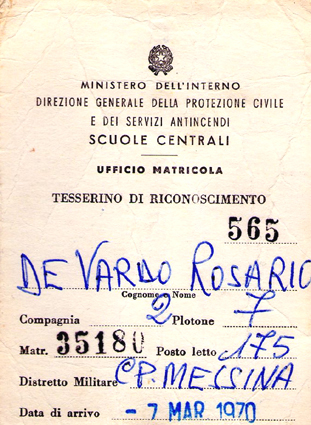 MINISTERO DELL'INTERNO
DIREZIONE GENERALE DELLA PROTEZIONE CIVILE
E DEI SERVIZI ANTINCENDI
SCUOLE CENTRALI
UFFICIO MATRICOLA
TESSERINO DI RICONOSCIMENTO
565
DE VARDO ROSARIO
Cognome e Nome
Compagnia 2 Plotone 7
Matr. 35180 Posto letto 175
Distretto Militare CP. MESSINA
Data di arrivo - 7 MAR 1970